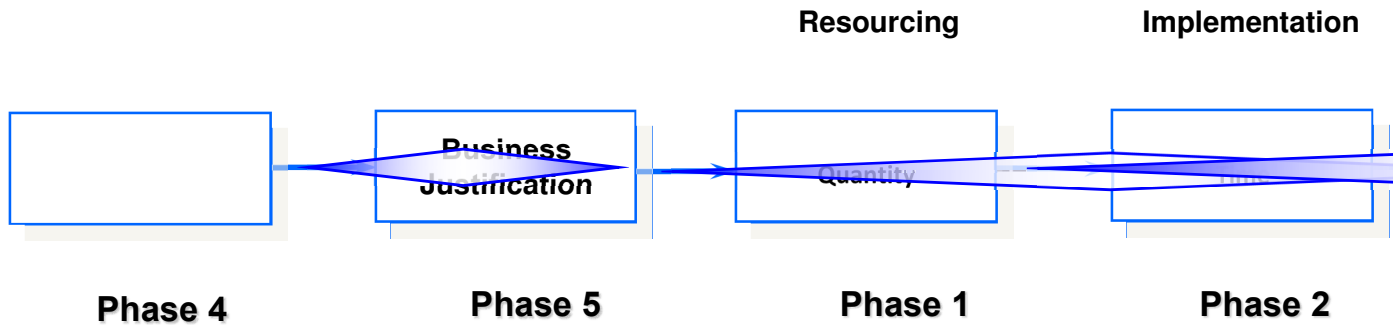 Resourcing Implementation
Business
Justification
Quantity
Phase 4 Phase 5 Phase 1 Phase 2